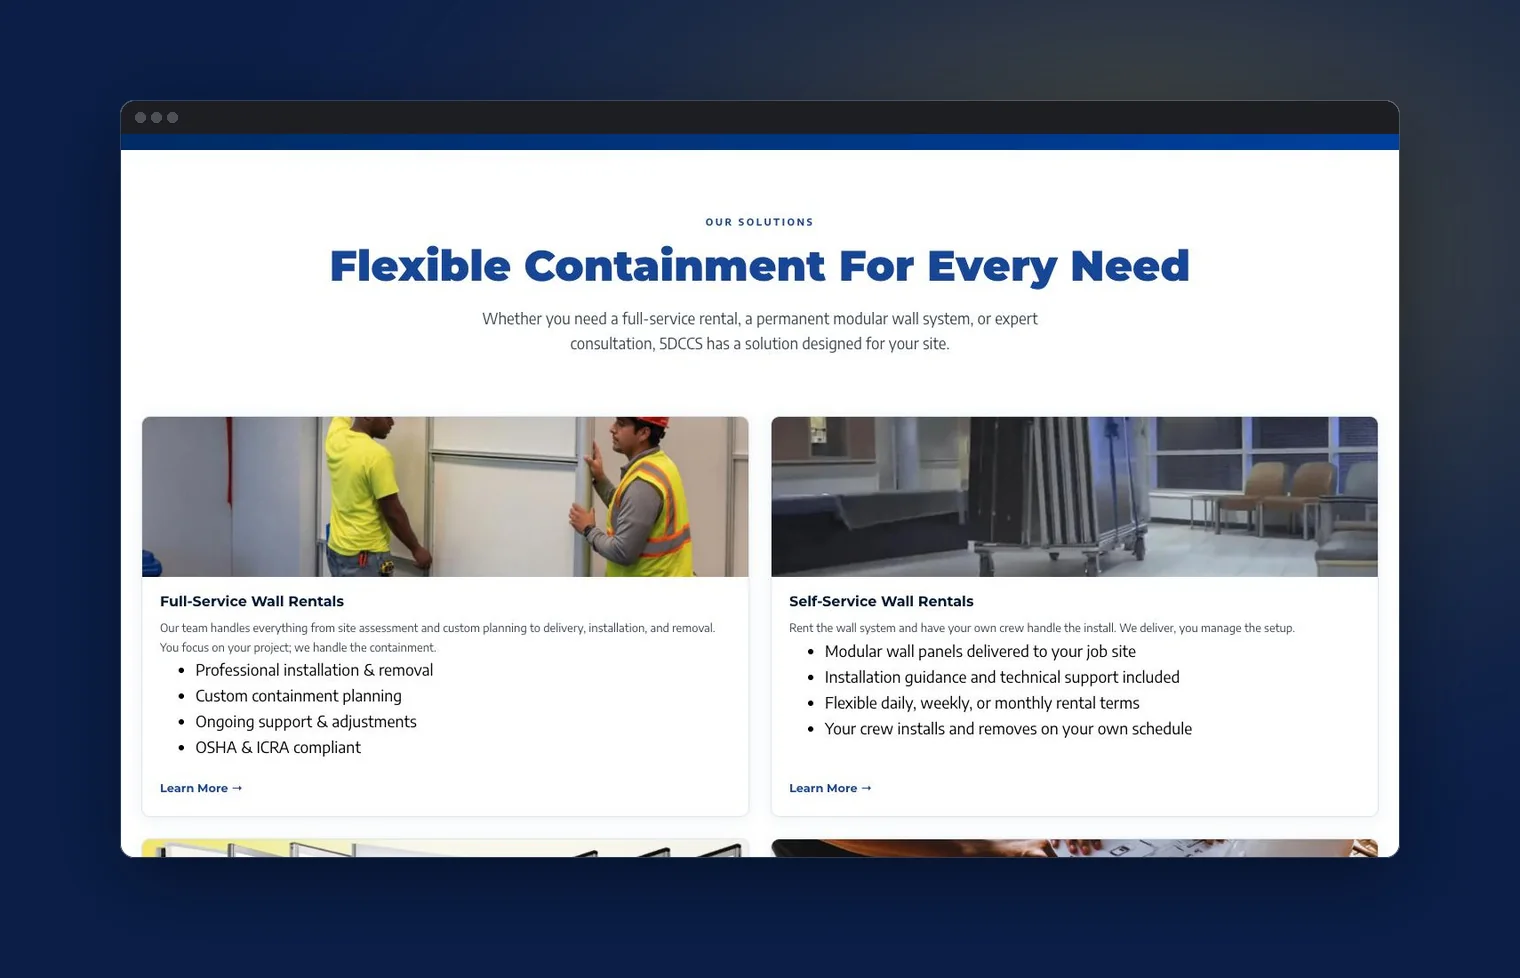 OUR SOLUTIONS
Flexible Containment For Every Need
Whether you need a full-service rental, a permanent modular wall system, or expert
consultation, 5DCCS has a solution designed for your site.
Full-Service Wall Rentals
Our team handles everything from site assessment and custom planning to delivery, installation, and removal.
You focus on your project; we handle the containment.
• Professional installation & removal
• Custom containment planning
• Ongoing support & adjustments
• OSHA & ICRA compliant
Learn More →
Self-Service Wall Rentals
Rent the wall system and have your own crew handle the install. We deliver, you manage the setup.
• Modular wall panels delivered to your job site
• Installation guidance and technical support included
• Flexible daily, weekly, or monthly rental terms
• Your crew installs and removes on your own schedule
Learn More →